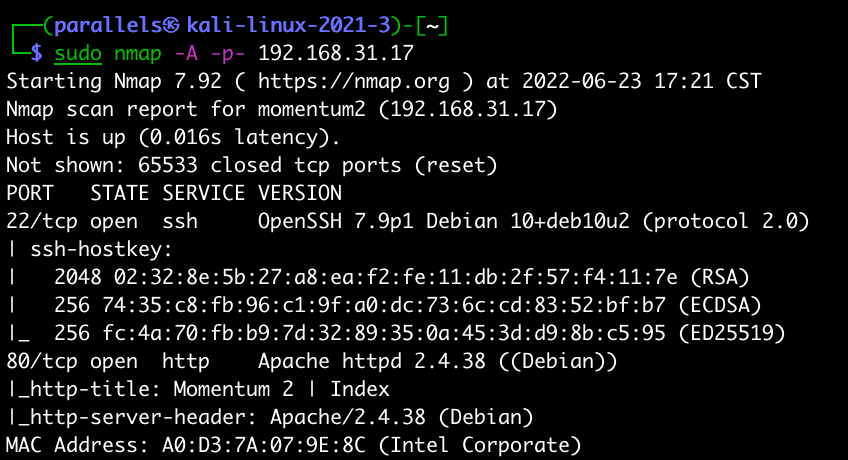 ┌──(parallels㉿kali-linux-2021-3)-[~]
└─$ sudo nmap -A -p- 192.168.31.17
Starting Nmap 7.92 ( https://nmap.org ) at 2022-06-23 17:21 CST
Nmap scan report for momentum2 (192.168.31.17)
Host is up (0.016s latency).
Not shown: 65533 closed tcp ports (reset)
PORT   STATE SERVICE VERSION
22/tcp open  ssh     OpenSSH 7.9p1 Debian 10+deb10u2 (protocol 2.0)
| ssh-hostkey:
|   2048 02:32:8e:5b:27:a8:ea:f2:fe:11:db:2f:57:f4:11:7e (RSA)
|   256 74:35:c8:fb:96:c1:9f:a0:dc:73:6c:cd:83:52:bf:b7 (ECDSA)
|_  256 fc:4a:70:fb:b9:7d:32:89:35:0a:45:3d:d9:8b:c5:95 (ED25519)
80/tcp open  http    Apache httpd 2.4.38 ((Debian))
|_http-title: Momentum 2 | Index
|_http-server-header: Apache/2.4.38 (Debian)
MAC Address: A0:D3:7A:07:9E:8C (Intel Corporate)